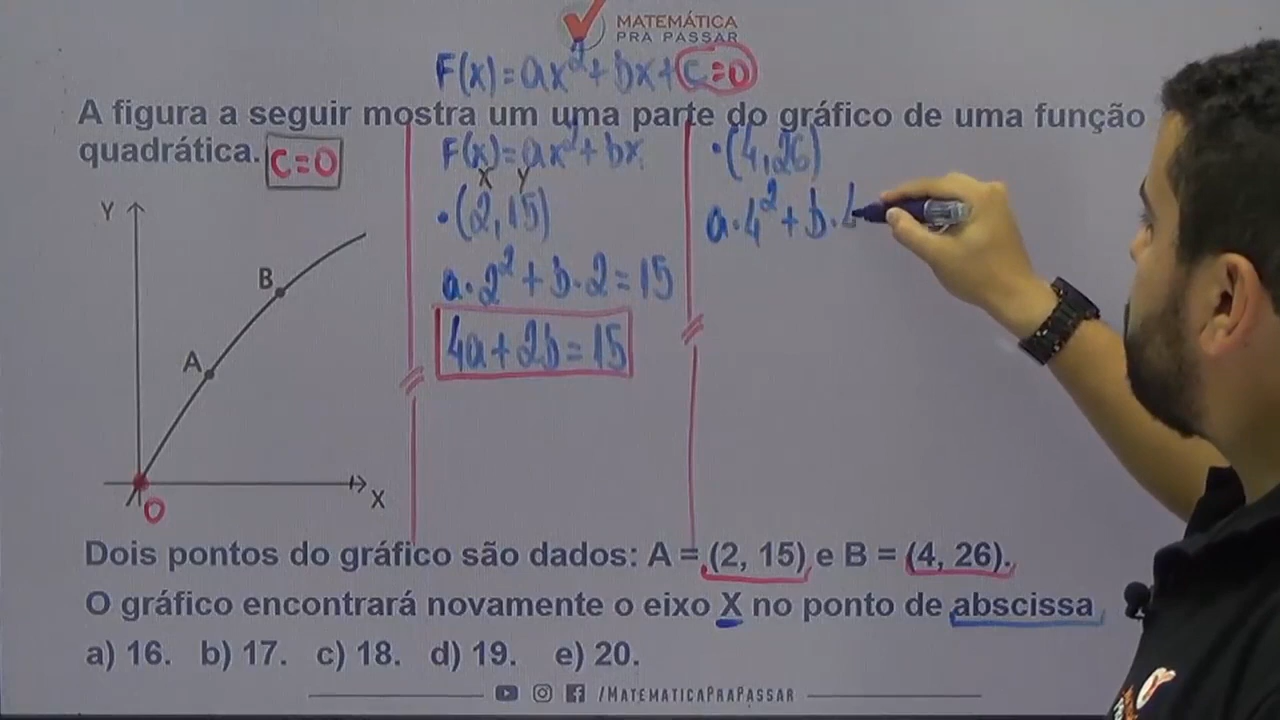 MATEMÁTICA
PRA PASSAR
F(x)=ax²+bx+c=0
A figura a seguir mostra um uma parte do gráfico de uma função
quadrática. C=0
F(x)=ax²+bx
x y
•(2,15)
a•2²+b•2=15
4a+2b=15
•(4,26)
a•4²+b•4
Y
B
A
X
O
Dois pontos do gráfico são dados: A = (2, 15) e B = (4, 26).
O gráfico encontrará novamente o eixo X no ponto de abscissa
a) 16. b) 17. c) 18. d) 19. e) 20.
/MATEMATICAPRAPASSAR